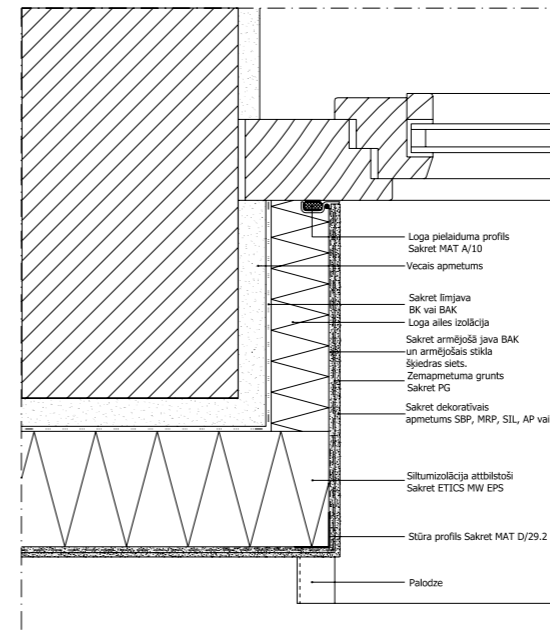 Loga pielaiduma profils
Sakret MAT A/10
Vecais apmetums
Sakret līmjava
BK vai BAK
Loga ailes izolācija
Sakret armējošā java BAK
un armējošais stikla
šķiedras siets.
Zemapmetuma grunts
Sakret PG
Sakret dekoratīvais
apmetums SBP, MRP, SIL, AP vai
Siltumizolācija attbilstoši
Sakret ETICS MW EPS
Stūra profils Sakret MAT D/29.2
Palodze